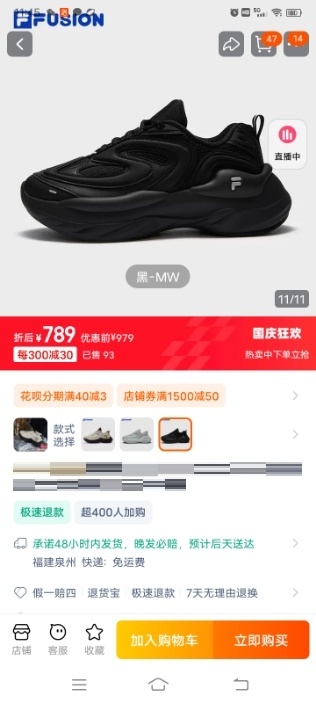 FUSION
5G
47
14
直播中
F
黑-MW
11/11
折后¥789 优惠前¥979
国庆狂欢
每300减30 已售 93
热卖中下单立抢
花呗分期满40减3
店铺券满1500减50
款式
选择
极速退款
超400人加购
承诺48小时内发货，晚发必赔，预计后天送达
福建泉州 快递：免运费
假一赔四 退货宝 极速退款 7天无理由退换
店铺
客服
收藏
加入购物车
立即购买